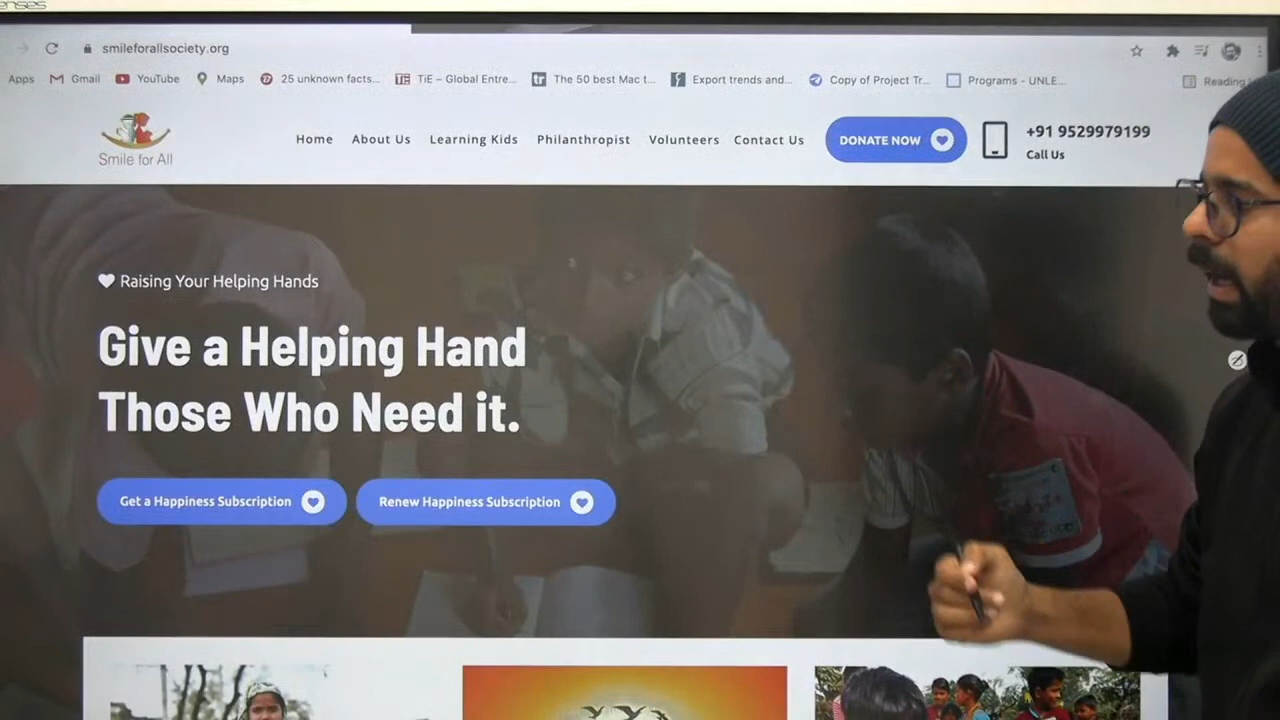 smileforallsociety.org
Apps Gmail YouTube Maps 25 unknown facts... TiE – Global Entre... The 50 best Mac t... Export trends and... Copy of Project Tr... Programs - UNLE... Reading
Smile for All
Home About Us Learning Kids Philanthropist Volunteers Contact Us DONATE NOW +91 9529979199
Call Us
Raising Your Helping Hands
Give a Helping Hand
Those Who Need it.
Get a Happiness Subscription Renew Happiness Subscription